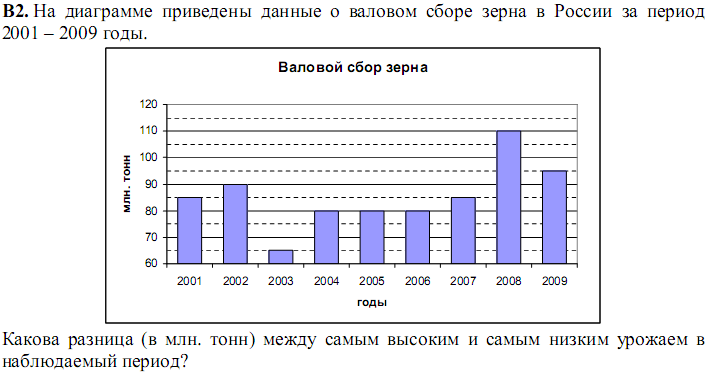 В2. На диаграмме приведены данные о валовом сборе зерна в России за период
2001 – 2009 годы.
Валовой сбор зерна
млн. тонн
120
110
100
90
80
70
60
2001 2002 2003 2004 2005 2006 2007 2008 2009
годы
Какова разница (в млн. тонн) между самым высоким и самым низким урожаем в
наблюдаемый период?